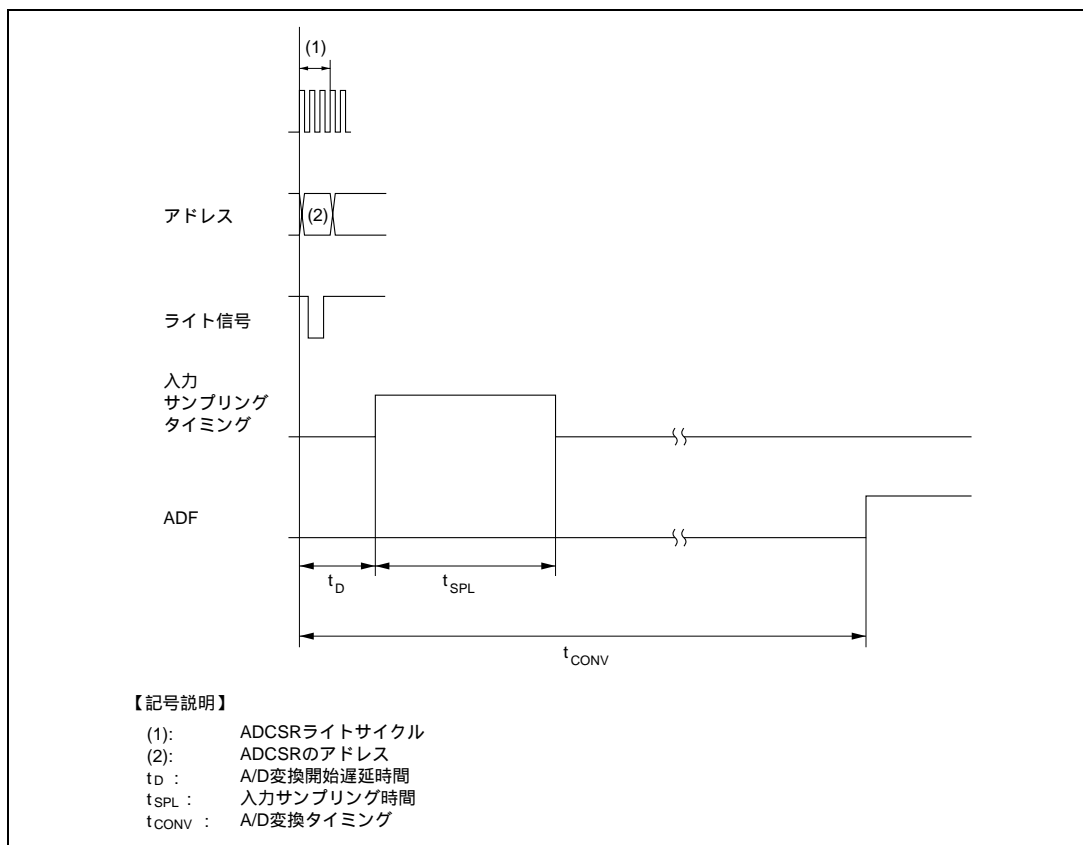 (1)
アドレス
(2)
ライト信号
入力
サンプリング
タイミング
ADF
tD
tSPL
tCONV
【記号説明】
(1): ADCSRライトサイクル
(2): ADCSRのアドレス
tD : A/D変換開始遅延時間
tSPL : 入力サンプリング時間
tCONV : A/D変換タイミング